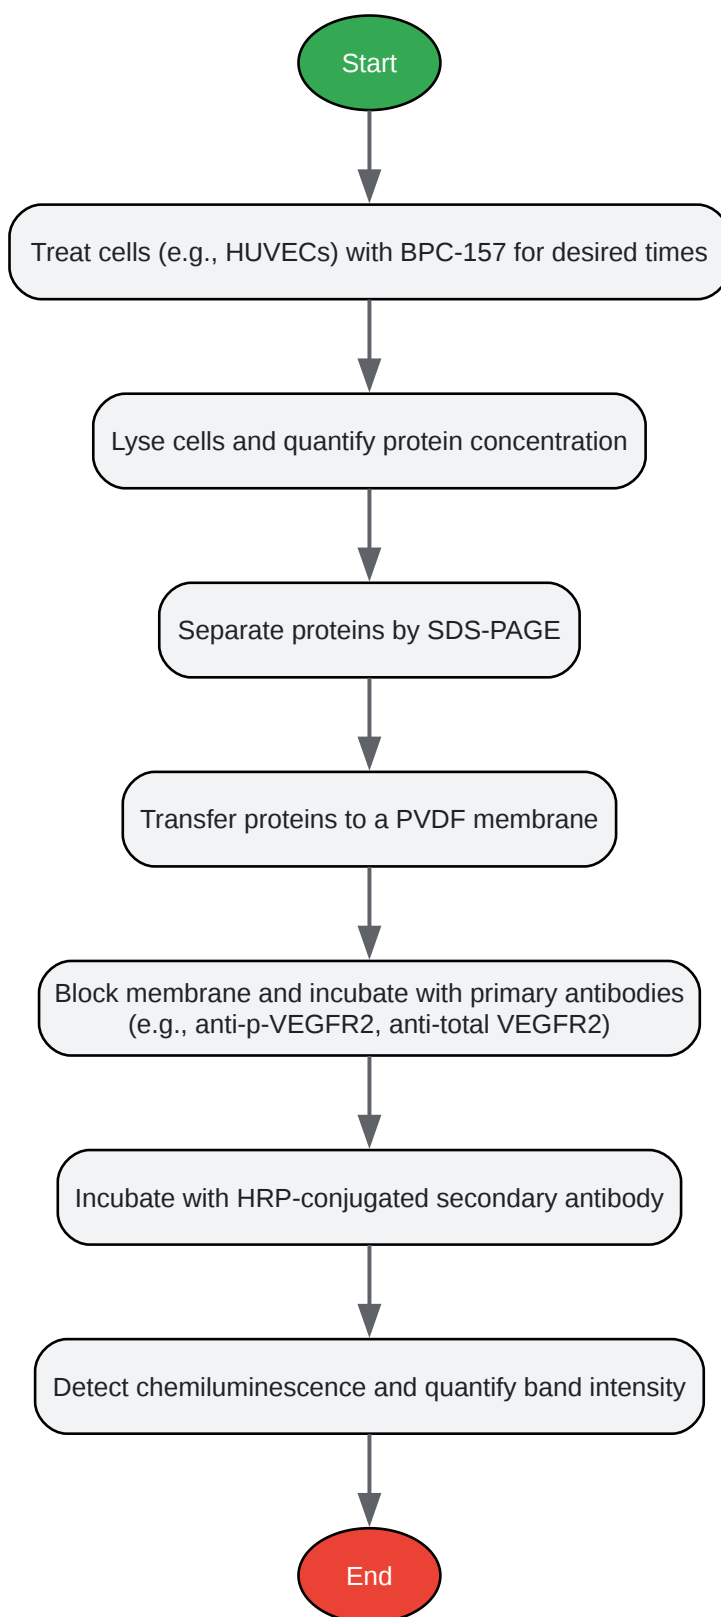 Start
Treat cells (e.g., HUVECs) with BPC-157 for desired times
Lyse cells and quantify protein concentration
Separate proteins by SDS-PAGE
Transfer proteins to a PVDF membrane
Block membrane and incubate with primary antibodies
(e.g., anti-p-VEGFR2, anti-total VEGFR2)
Incubate with HRP-conjugated secondary antibody
Detect chemiluminescence and quantify band intensity
End